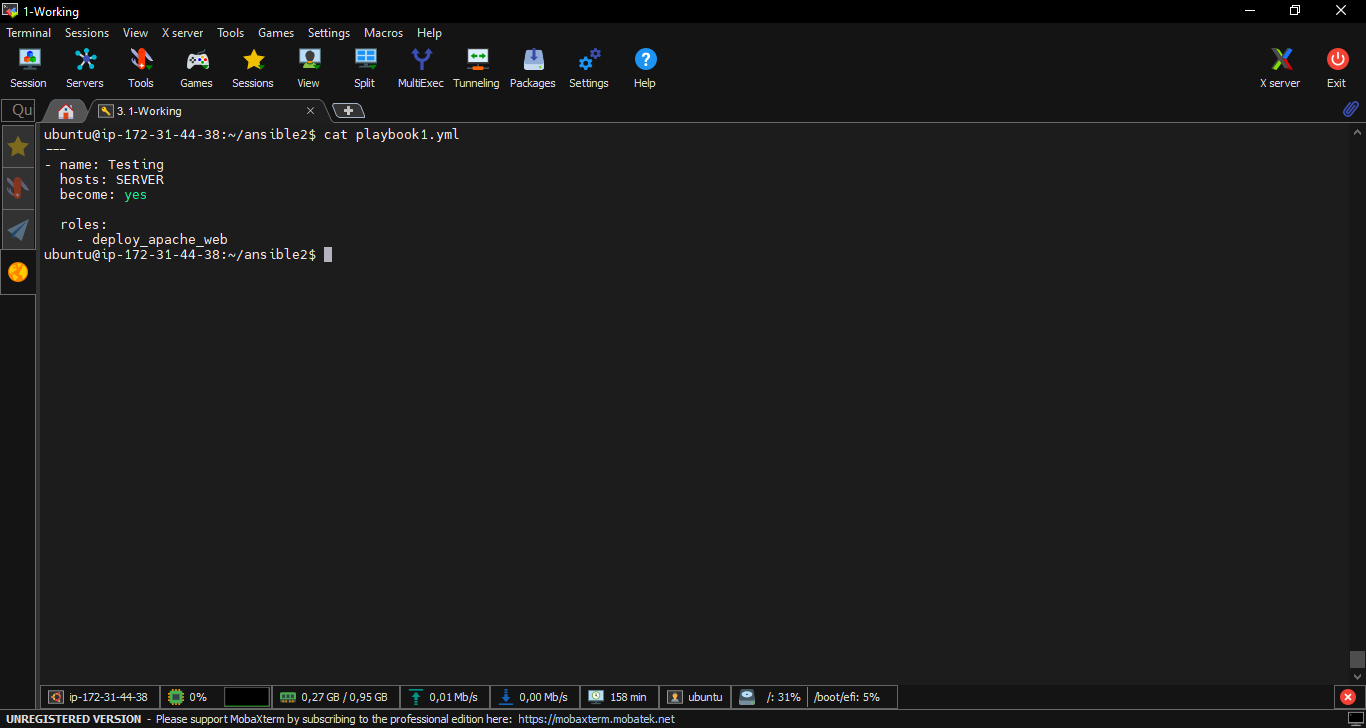 1-Working
Terminal Sessions View X server Tools Games Settings Macros Help
Session Servers Tools Games Sessions View Split MultiExec Tunneling Packages Settings Help X server Exit
Qu 3. 1-Working
ubuntu@ip-172-31-44-38:~/ansible2$ cat playbook1.yml
---
- name: Testing
  hosts: SERVER
  become: yes
  roles:
    - deploy_apache_web
ubuntu@ip-172-31-44-38:~/ansible2$
ip-172-31-44-38 0% 0,27 GB / 0,95 GB 0,01 Mb/s 0,00 Mb/s 158 min ubuntu /: 31% /boot/efi: 5%
UNREGISTERED VERSION - Please support MobaXterm by subscribing to the professional edition here: https://mobaxterm.mobatek.net